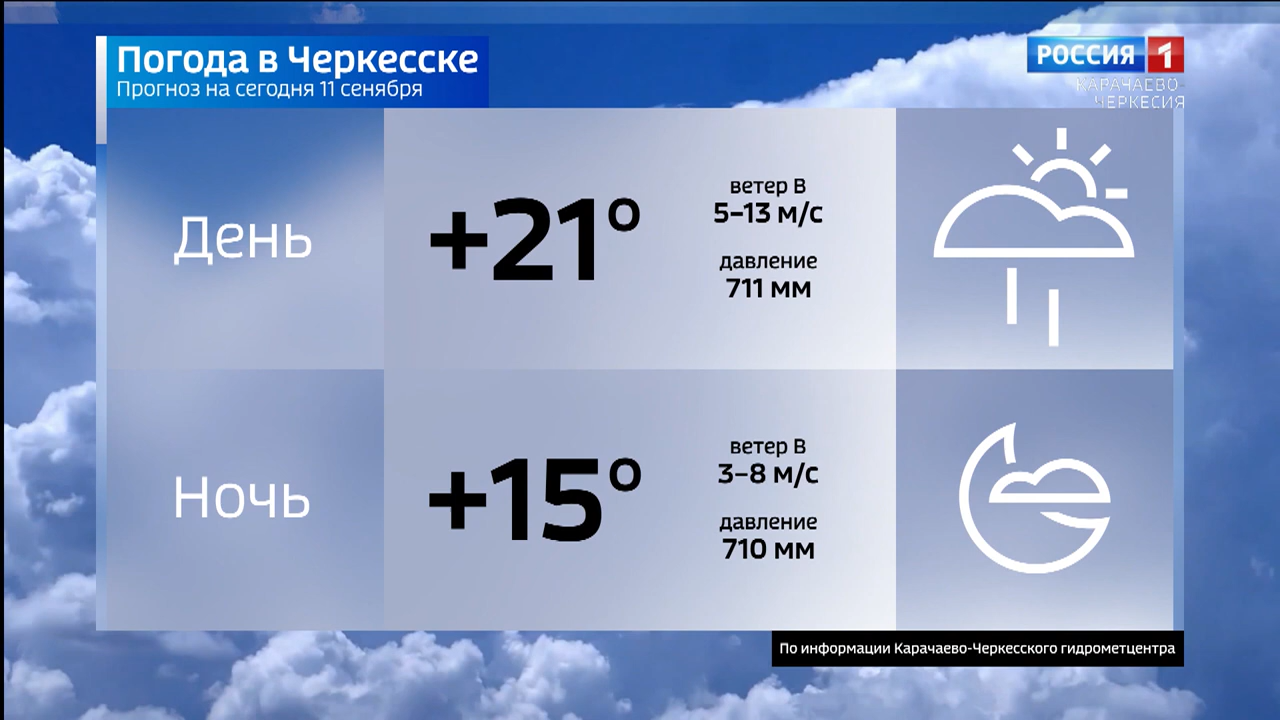 Погода в Черкесске
Прогноз на сегодня 11 сенября
РОССИЯ 1
КАРАЧАЕВО-
ЧЕРКЕСИЯ
День
+21°
ветер В
5-13 м/с
давление
711 мм
Ночь
+15°
ветер В
3-8 м/с
давление
710 мм
По информации Карачаево-Черкесского гидрометцентра